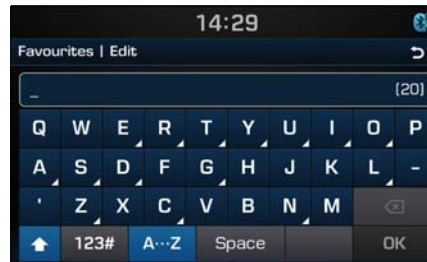 14:29
Favourites | Edit
_ (20)
Q W E R T Y U I O P
A S D F G H J K L -
' Z X C V B N M
123# A···Z Space OK